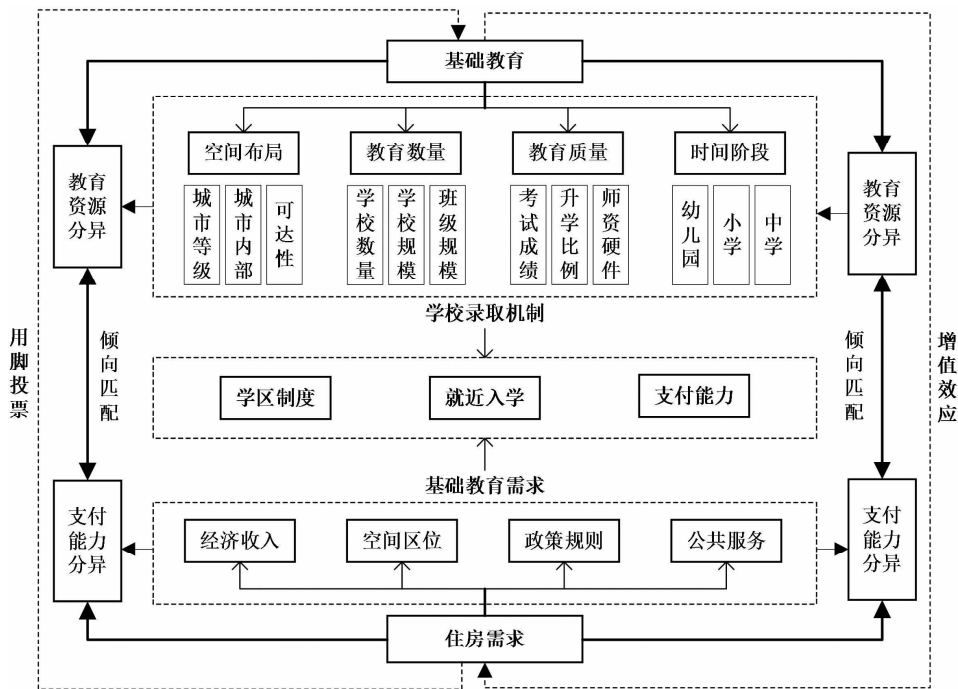 基础教育
空间布局
教育数量
教育质量
时间阶段
教育
资源
分异
城市等级
城市内部
可达性
学校数量
学校规模
班级规模
考试成绩
升学比例
师资硬件
幼儿园
小学
中学
教育
资源
分异
学校录取机制
用脚投票
倾向匹配
学区制度
就近入学
支付能力
倾向匹配
增值效应
基础教育需求
支付
能力
分异
经济收入
空间区位
政策规则
公共服务
支付
能力
分异
住房需求